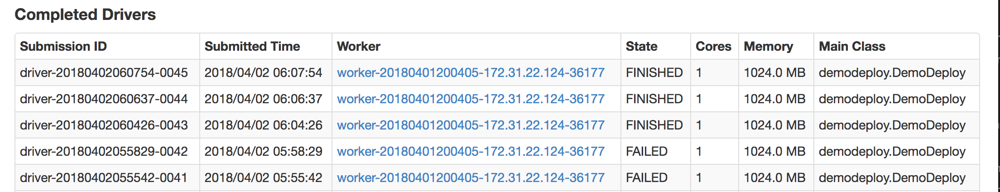 Completed Drivers
Submission ID Submitted Time Worker State Cores Memory Main Class
driver-20180402060754-0045 2018/04/02 06:07:54 worker-20180401200405-172.31.22.124-36177 FINISHED 1 1024.0 MB demodeploy.DemoDeploy
driver-20180402060637-0044 2018/04/02 06:06:37 worker-20180401200405-172.31.22.124-36177 FINISHED 1 1024.0 MB demodeploy.DemoDeploy
driver-20180402060426-0043 2018/04/02 06:04:26 worker-20180401200405-172.31.22.124-36177 FINISHED 1 1024.0 MB demodeploy.DemoDeploy
driver-20180402055829-0042 2018/04/02 05:58:29 worker-20180401200405-172.31.22.124-36177 FAILED 1 1024.0 MB demodeploy.DemoDeploy
driver-20180402055542-0041 2018/04/02 05:55:42 worker-20180401200405-172.31.22.124-36177 FAILED 1 1024.0 MB demodeploy.DemoDeploy